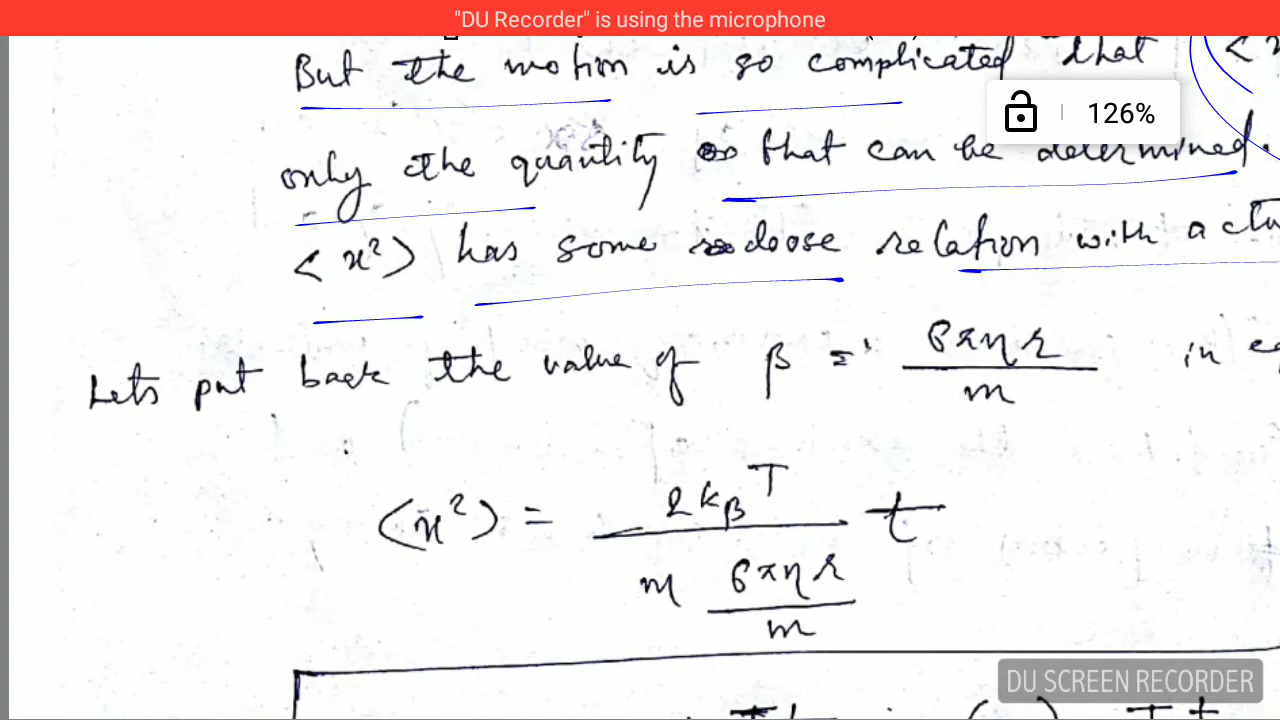 "DU Recorder" is using the microphone
But the motion is so complicated that <x
126%
only the quantity that can be determined.
<x²> has some loose relation with actu
Lets put back the value of β = 6πηr/m in eq
<x²> = 2k_BT / (m 6πηr/m) t
DU SCREEN RECORDER